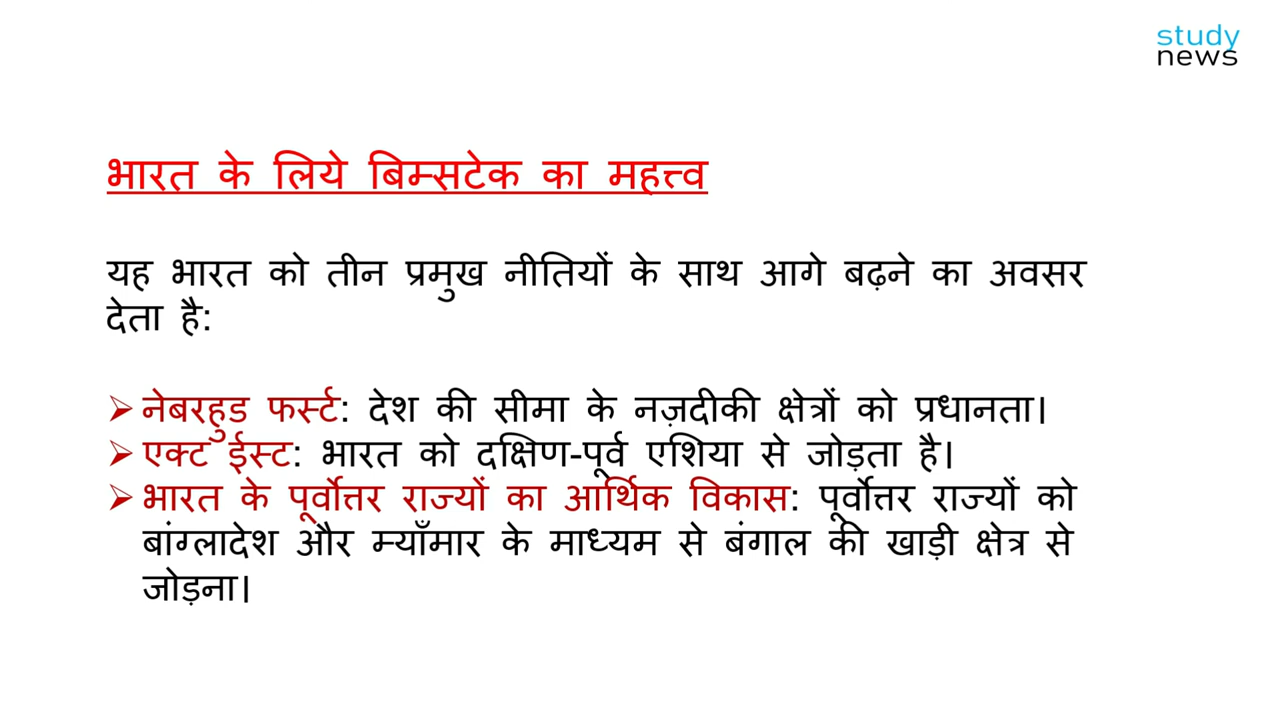 study
news
भारत के लिये बिम्सटेक का महत्त्व
यह भारत को तीन प्रमुख नीतियों के साथ आगे बढ़ने का अवसर
देता है:
➢ नेबरहुड फर्स्ट: देश की सीमा के नज़दीकी क्षेत्रों को प्रधानता।
➢ एक्ट ईस्ट: भारत को दक्षिण-पूर्व एशिया से जोड़ता है।
➢ भारत के पूर्वोत्तर राज्यों का आर्थिक विकास: पूर्वोत्तर राज्यों को
बांग्लादेश और म्याँमार के माध्यम से बंगाल की खाड़ी क्षेत्र से
जोड़ना।